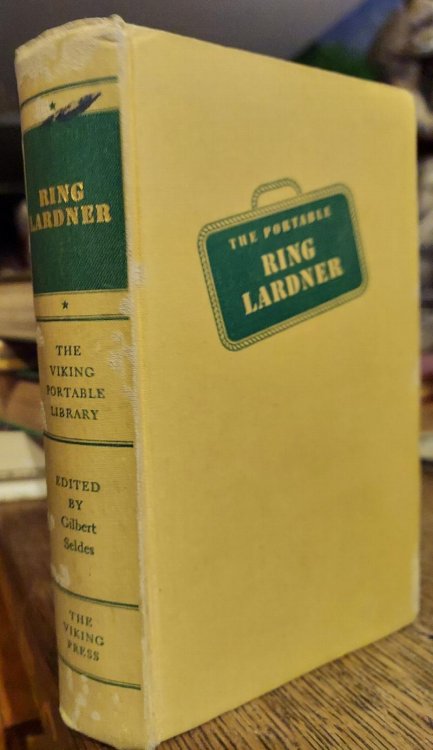 RING
LARDNER
THE
VIKING
PORTABLE
LIBRARY
EDITED
BY
Gilbert
Seldes
THE
VIKING
PRESS
THE PORTABLE
RING
LARDNER